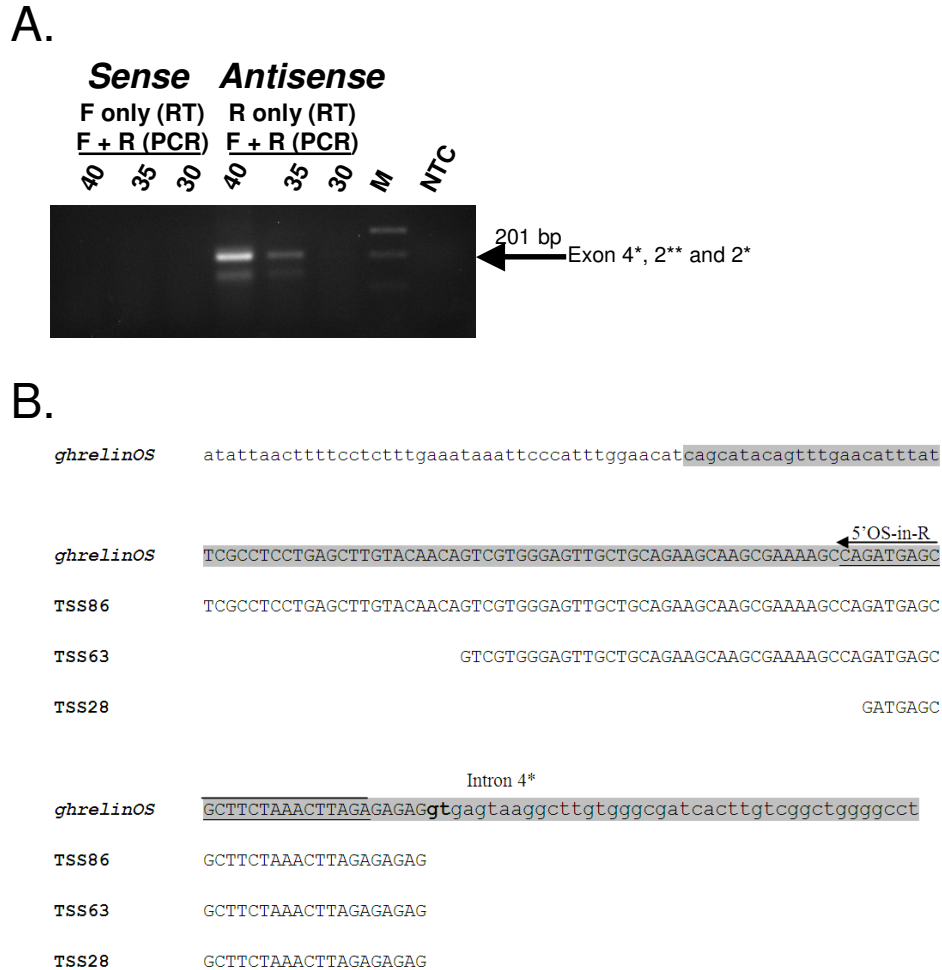 A.
Sense Antisense
F only (RT) R only (RT)
F + R (PCR) F + R (PCR)
40 35 30 40 35 30 M NTC
201 bp
Exon 4*, 2** and 2*
B.
ghrelinOS atattaacttttcctctttgaaataaattcccatttggaacatcagcatacagtttgaacatttat
5'OS-in-R
ghrelinOS TCGCCTCCTGAGCTTGTACAACAGTCGTGGGAGTTGCTGCAGAAGCAAGCGAAAAGCCAGATGAGC
TSS86 TCGCCTCCTGAGCTTGTACAACAGTCGTGGGAGTTGCTGCAGAAGCAAGCGAAAAGCCAGATGAGC
TSS63 GTCGTGGGAGTTGCTGCAGAAGCAAGCGAAAAGCCAGATGAGC
TSS28 GATGAGC
Intron 4*
ghrelinOS GCTTCTAAACTTAGAGAGAGgtgagtaaggcttgtgggcgatcacttgtcggctggggcct
TSS86 GCTTCTAAACTTAGAGAGAG
TSS63 GCTTCTAAACTTAGAGAGAG
TSS28 GCTTCTAAACTTAGAGAGAG